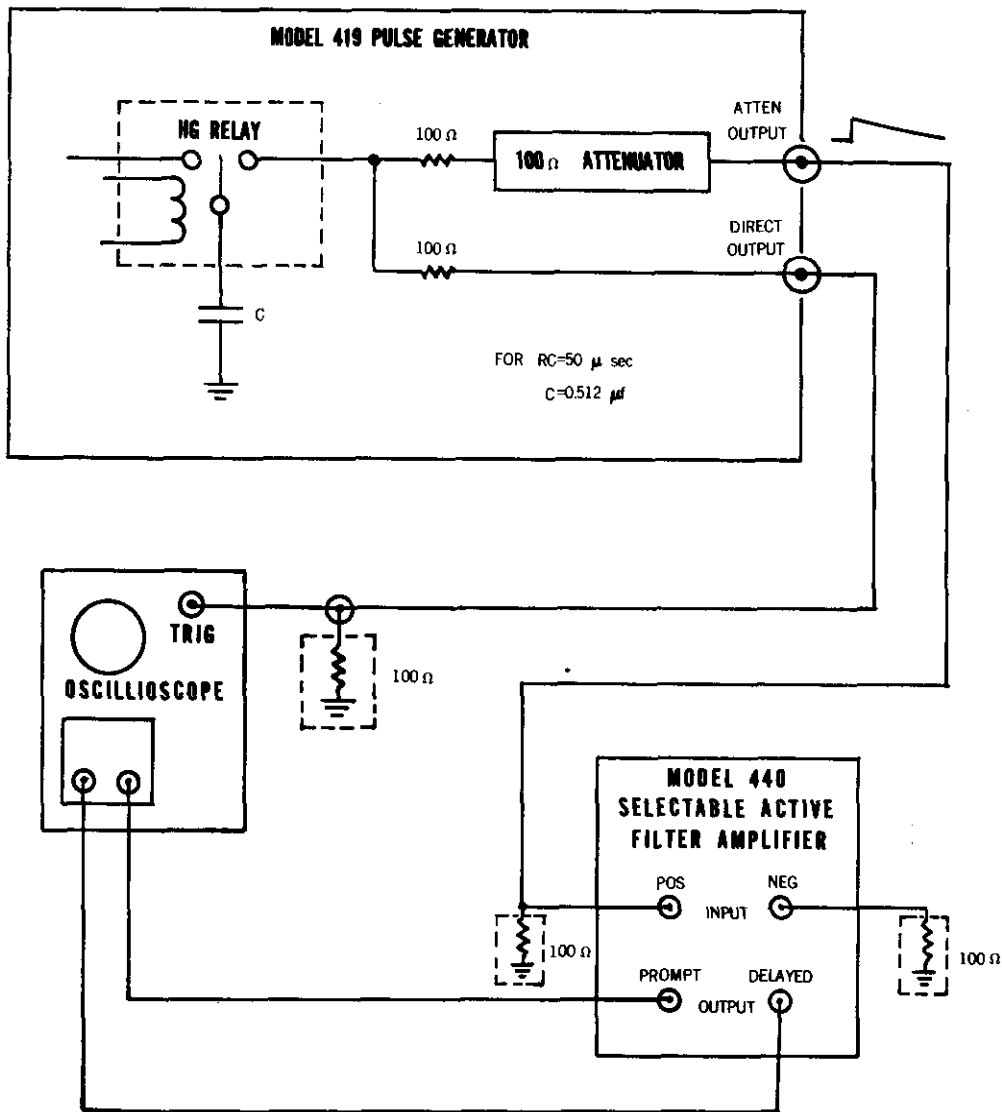 MODEL 419 PULSE GENERATOR
HG RELAY
100 Ω
100 Ω ATTENUATOR
ATTEN
OUTPUT
100 Ω
DIRECT
OUTPUT
C
FOR RC=50 μ sec
C=0.512 μf
TRIG
OSCILLIOSCOPE
100 Ω
MODEL 440
SELECTABLE ACTIVE
FILTER AMPLIFIER
POS
NEG
INPUT
100 Ω
100 Ω
PROMPT
DELAYED
OUTPUT